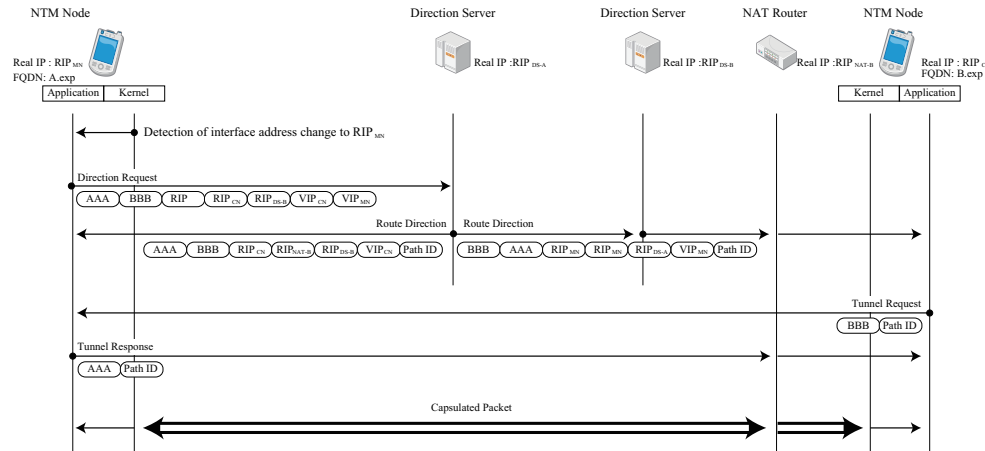 NTM Node
Direction Server
Direction Server
NAT Router
NTM Node
Real IP : RIP MN
FQDN: A.exp
Real IP :RIP DS-A
Real IP :RIP DS-B
Real IP :RIP NAT-B
Real IP : RIP C
FQDN: B.exp
Application Kernel
Kernel Application
Detection of interface address change to RIP MN
Direction Request
AAA BBB RIP RIP CN RIP DS-B VIP CN VIP MN
Route Direction Route Direction
AAA BBB RIP CN RIP NAT-B RIP DS-B VIP CN Path ID
BBB AAA RIP MN RIP MN RIP DS-A VIP MN Path ID
Tunnel Request
BBB Path ID
Tunnel Response
AAA Path ID
Capsulated Packet